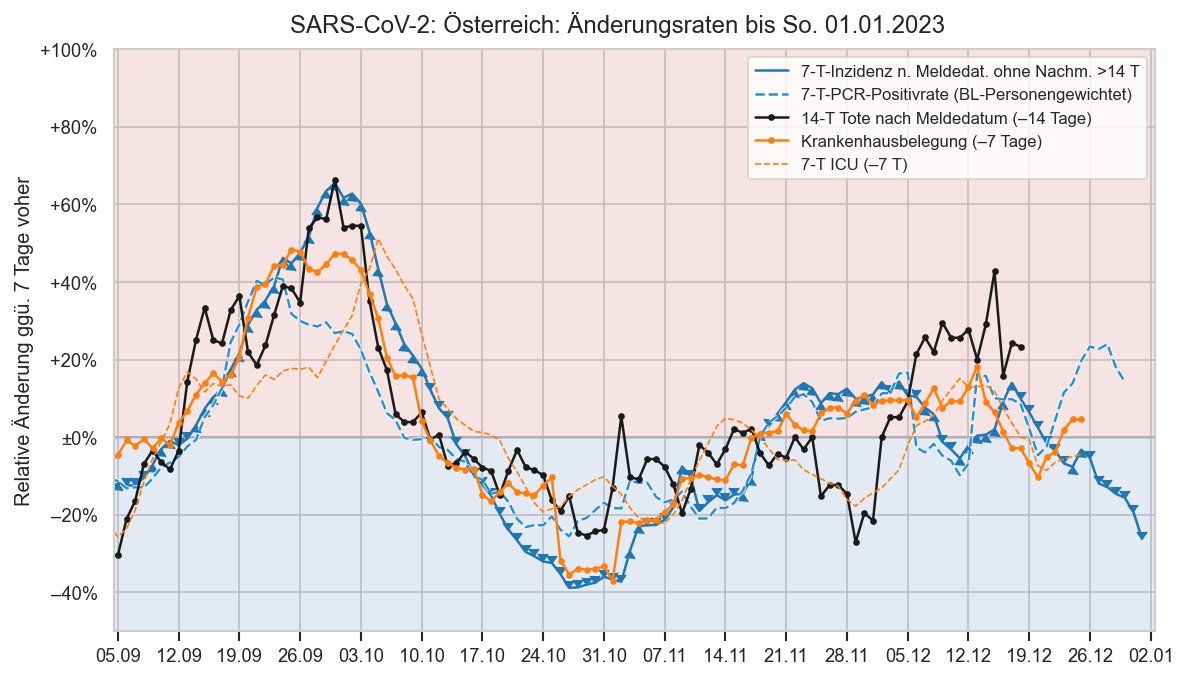 SARS-CoV-2: Österreich: Änderungsraten bis So. 01.01.2023
Relative Änderung ggü. 7 Tage voher
+100%
+80%
+60%
+40%
+20%
±0%
–20%
–40%
7-T-Inzidenz n. Meldedat. ohne Nachm. >14 T
7-T-PCR-Positivrate (BL-Personengewichtet)
14-T Tote nach Meldedatum (–14 Tage)
Krankenhausbelegung (–7 Tage)
7-T ICU (–7 T)
05.09 12.09 19.09 26.09 03.10 10.10 17.10 24.10 31.10 07.11 14.11 21.11 28.11 05.12 12.12 19.12 26.12 02.01